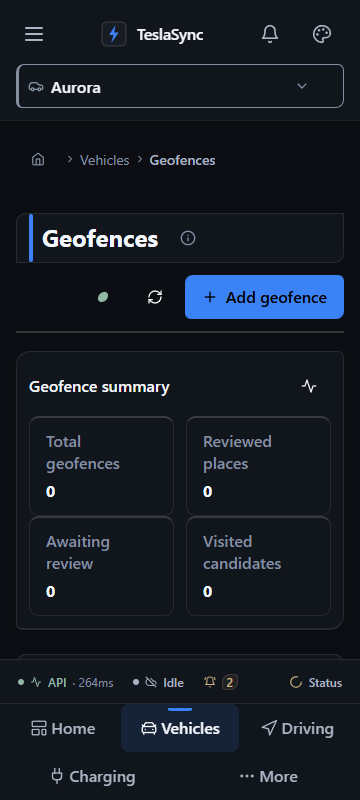 TeslaSync
Aurora
Vehicles
Geofences
Geofences
Add geofence
Geofence summary
Total
geofences
0
Reviewed
places
0
Awaiting
review
0
Visited
candidates
0
API · 264ms
Idle
2
Status
Home
Vehicles
Driving
Charging
More